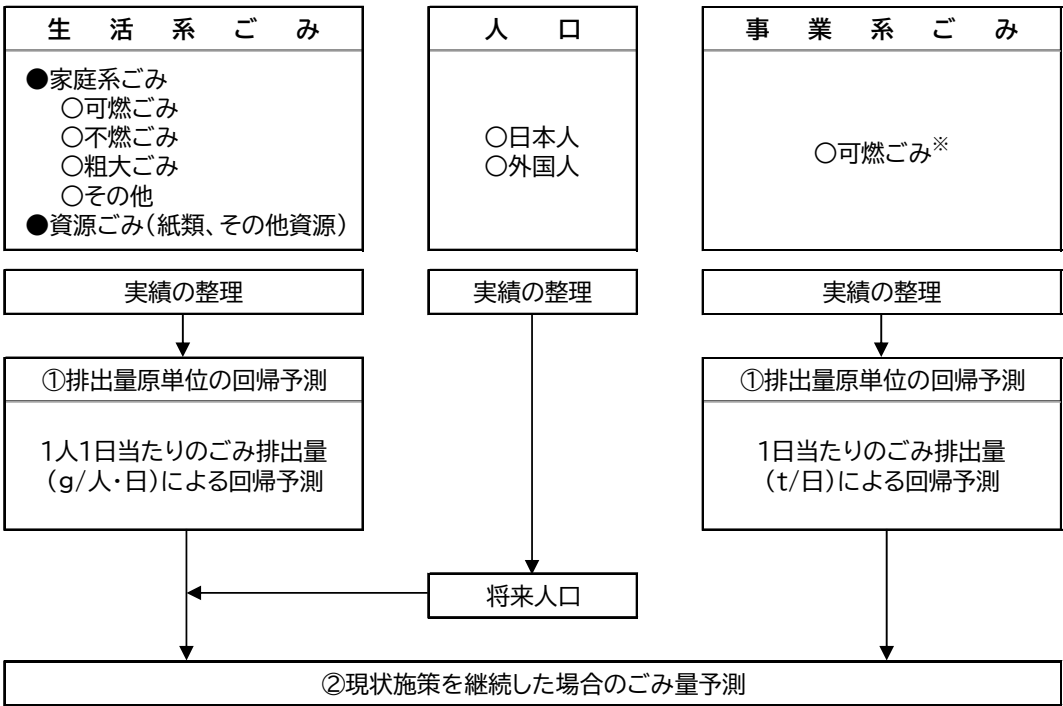 生活系ごみ
●家庭系ごみ
○可燃ごみ
○不燃ごみ
○粗大ごみ
○その他
●資源ごみ（紙類、その他資源）
人口
○日本人
○外国人
事業系ごみ
○可燃ごみ※
実績の整理
実績の整理
実績の整理
①排出量原単位の回帰予測
1人1日当たりのごみ排出量
（g/人・日）による回帰予測
①排出量原単位の回帰予測
1日当たりのごみ排出量
（t/日）による回帰予測
将来人口
②現状施策を継続した場合のごみ量予測